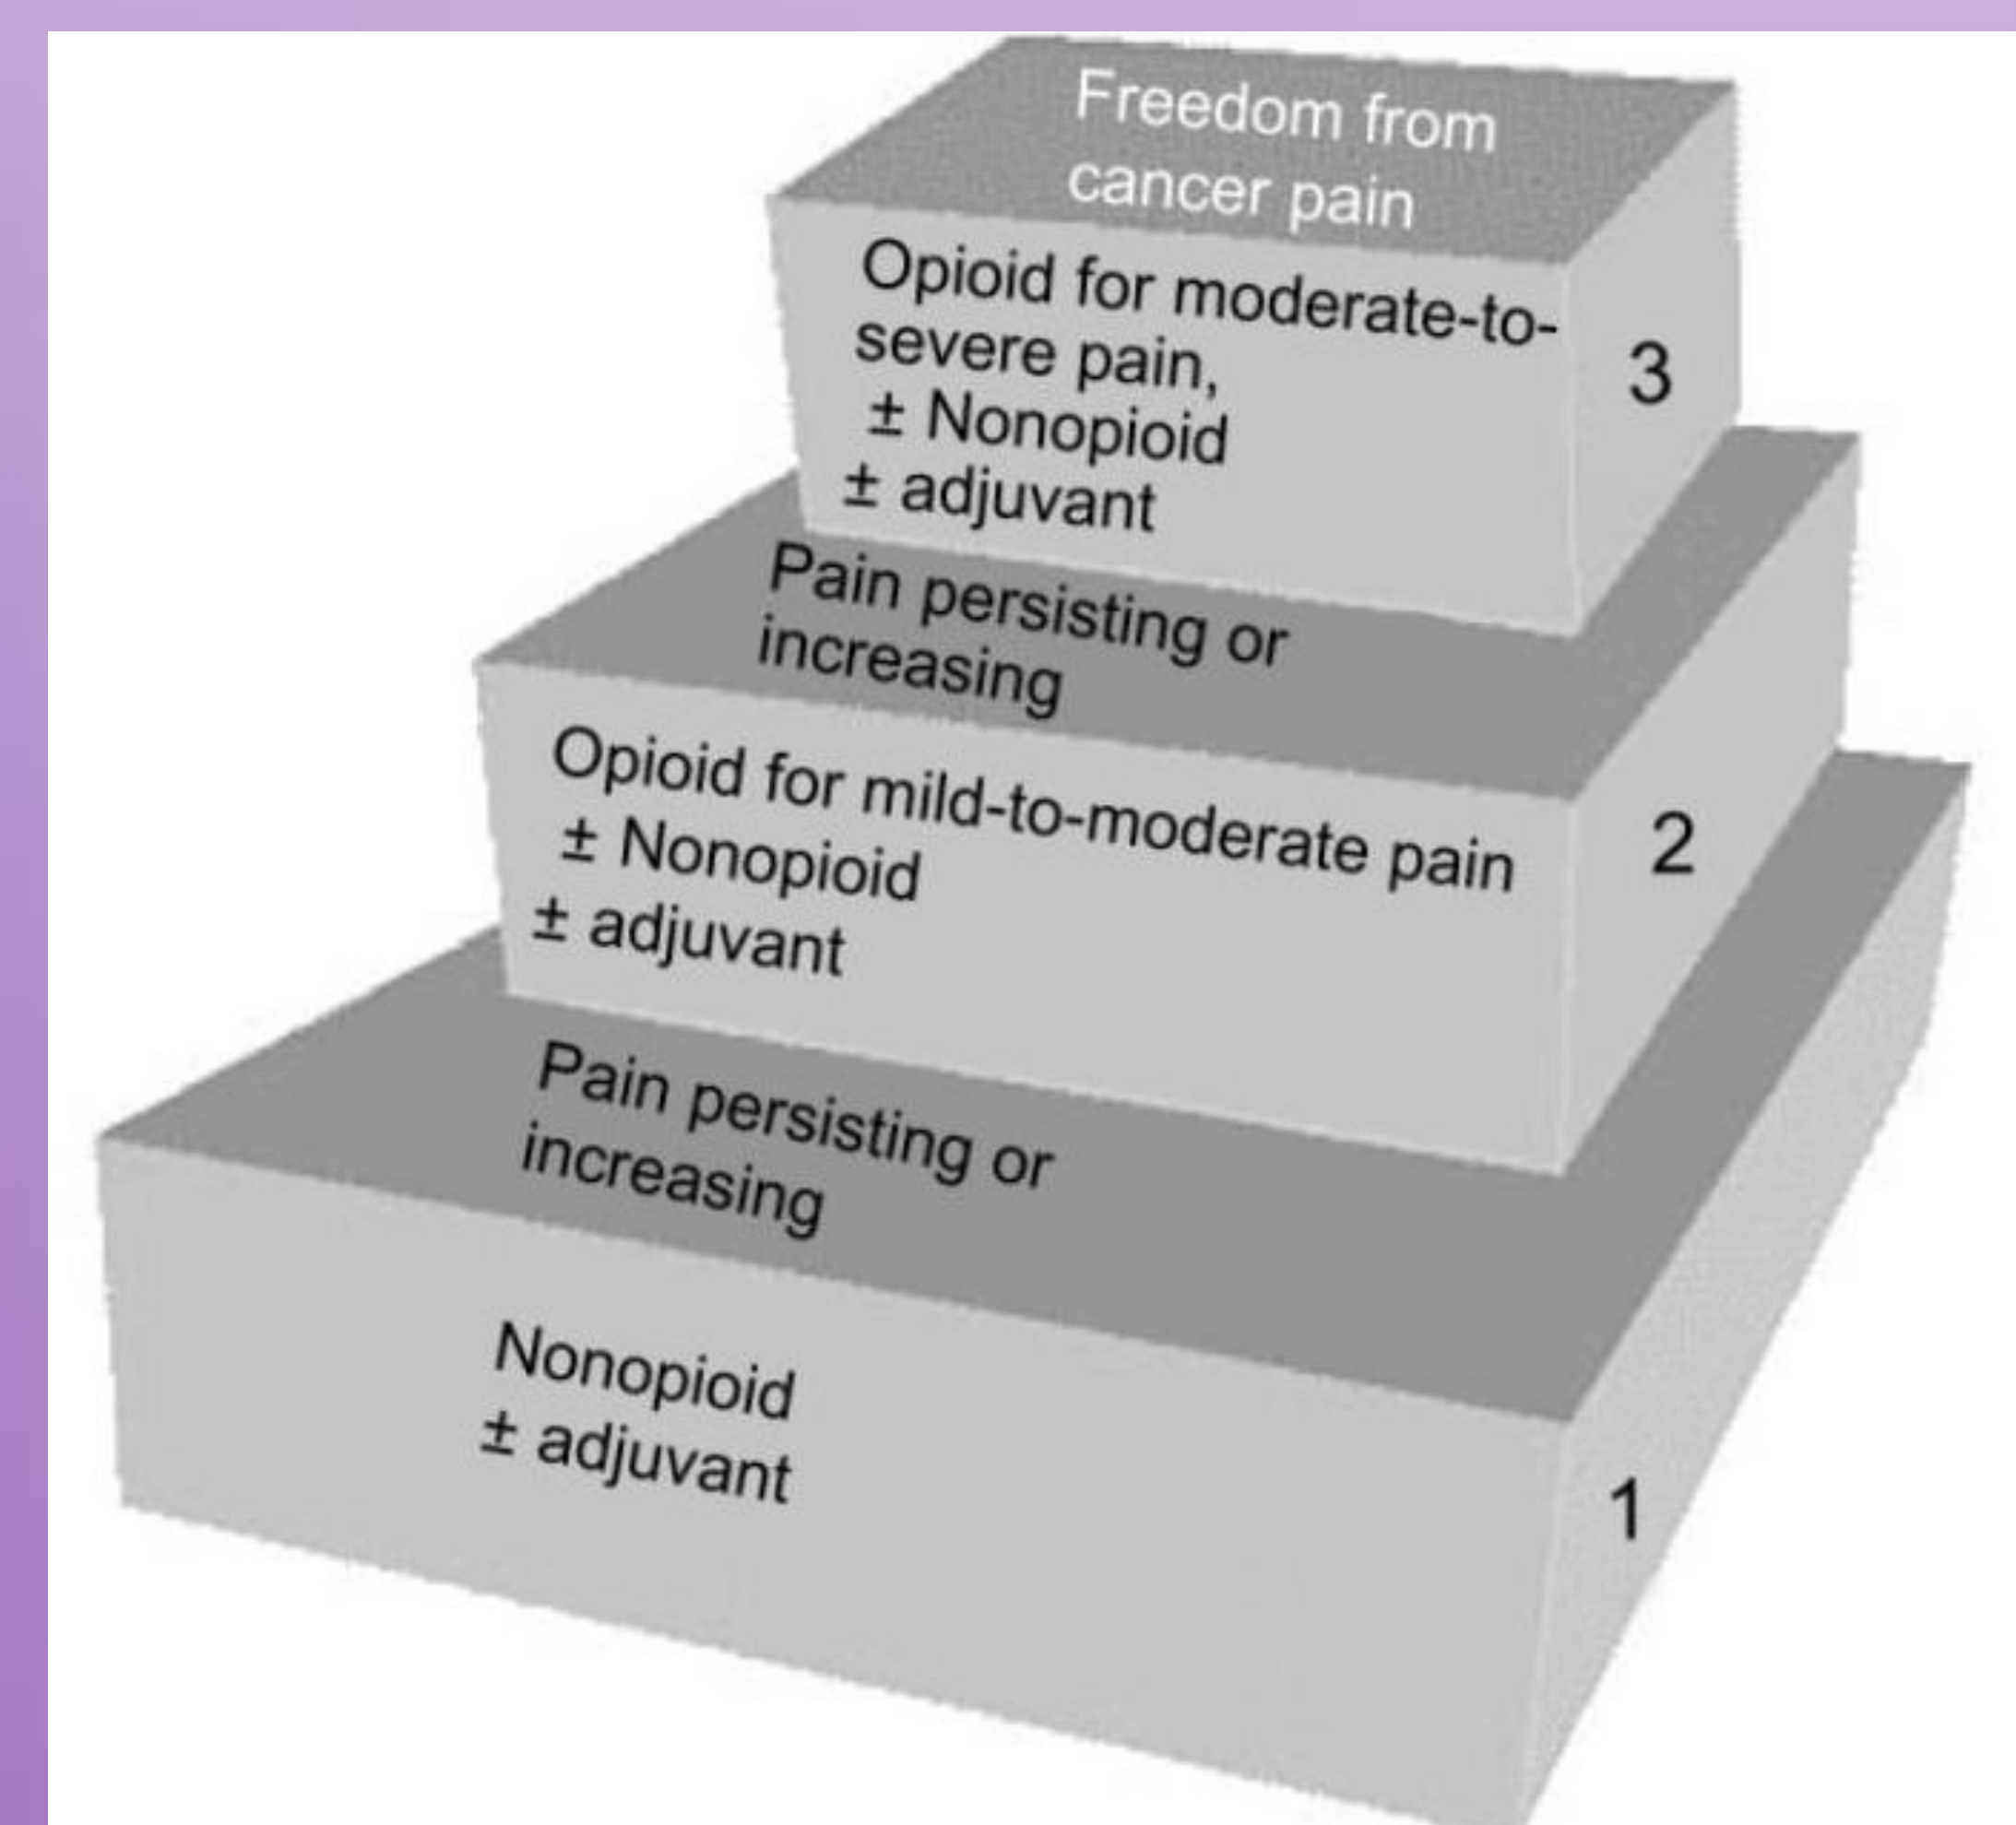 Freedom from
cancer pain
Opioid for moderate-to-
severe pain,
± Nonopioid
± adjuvant
3
Pain persisting or
increasing
Opioid for mild-to-moderate pain
± Nonopioid
± adjuvant
2
Pain persisting or
increasing
Nonopioid
± adjuvant
1